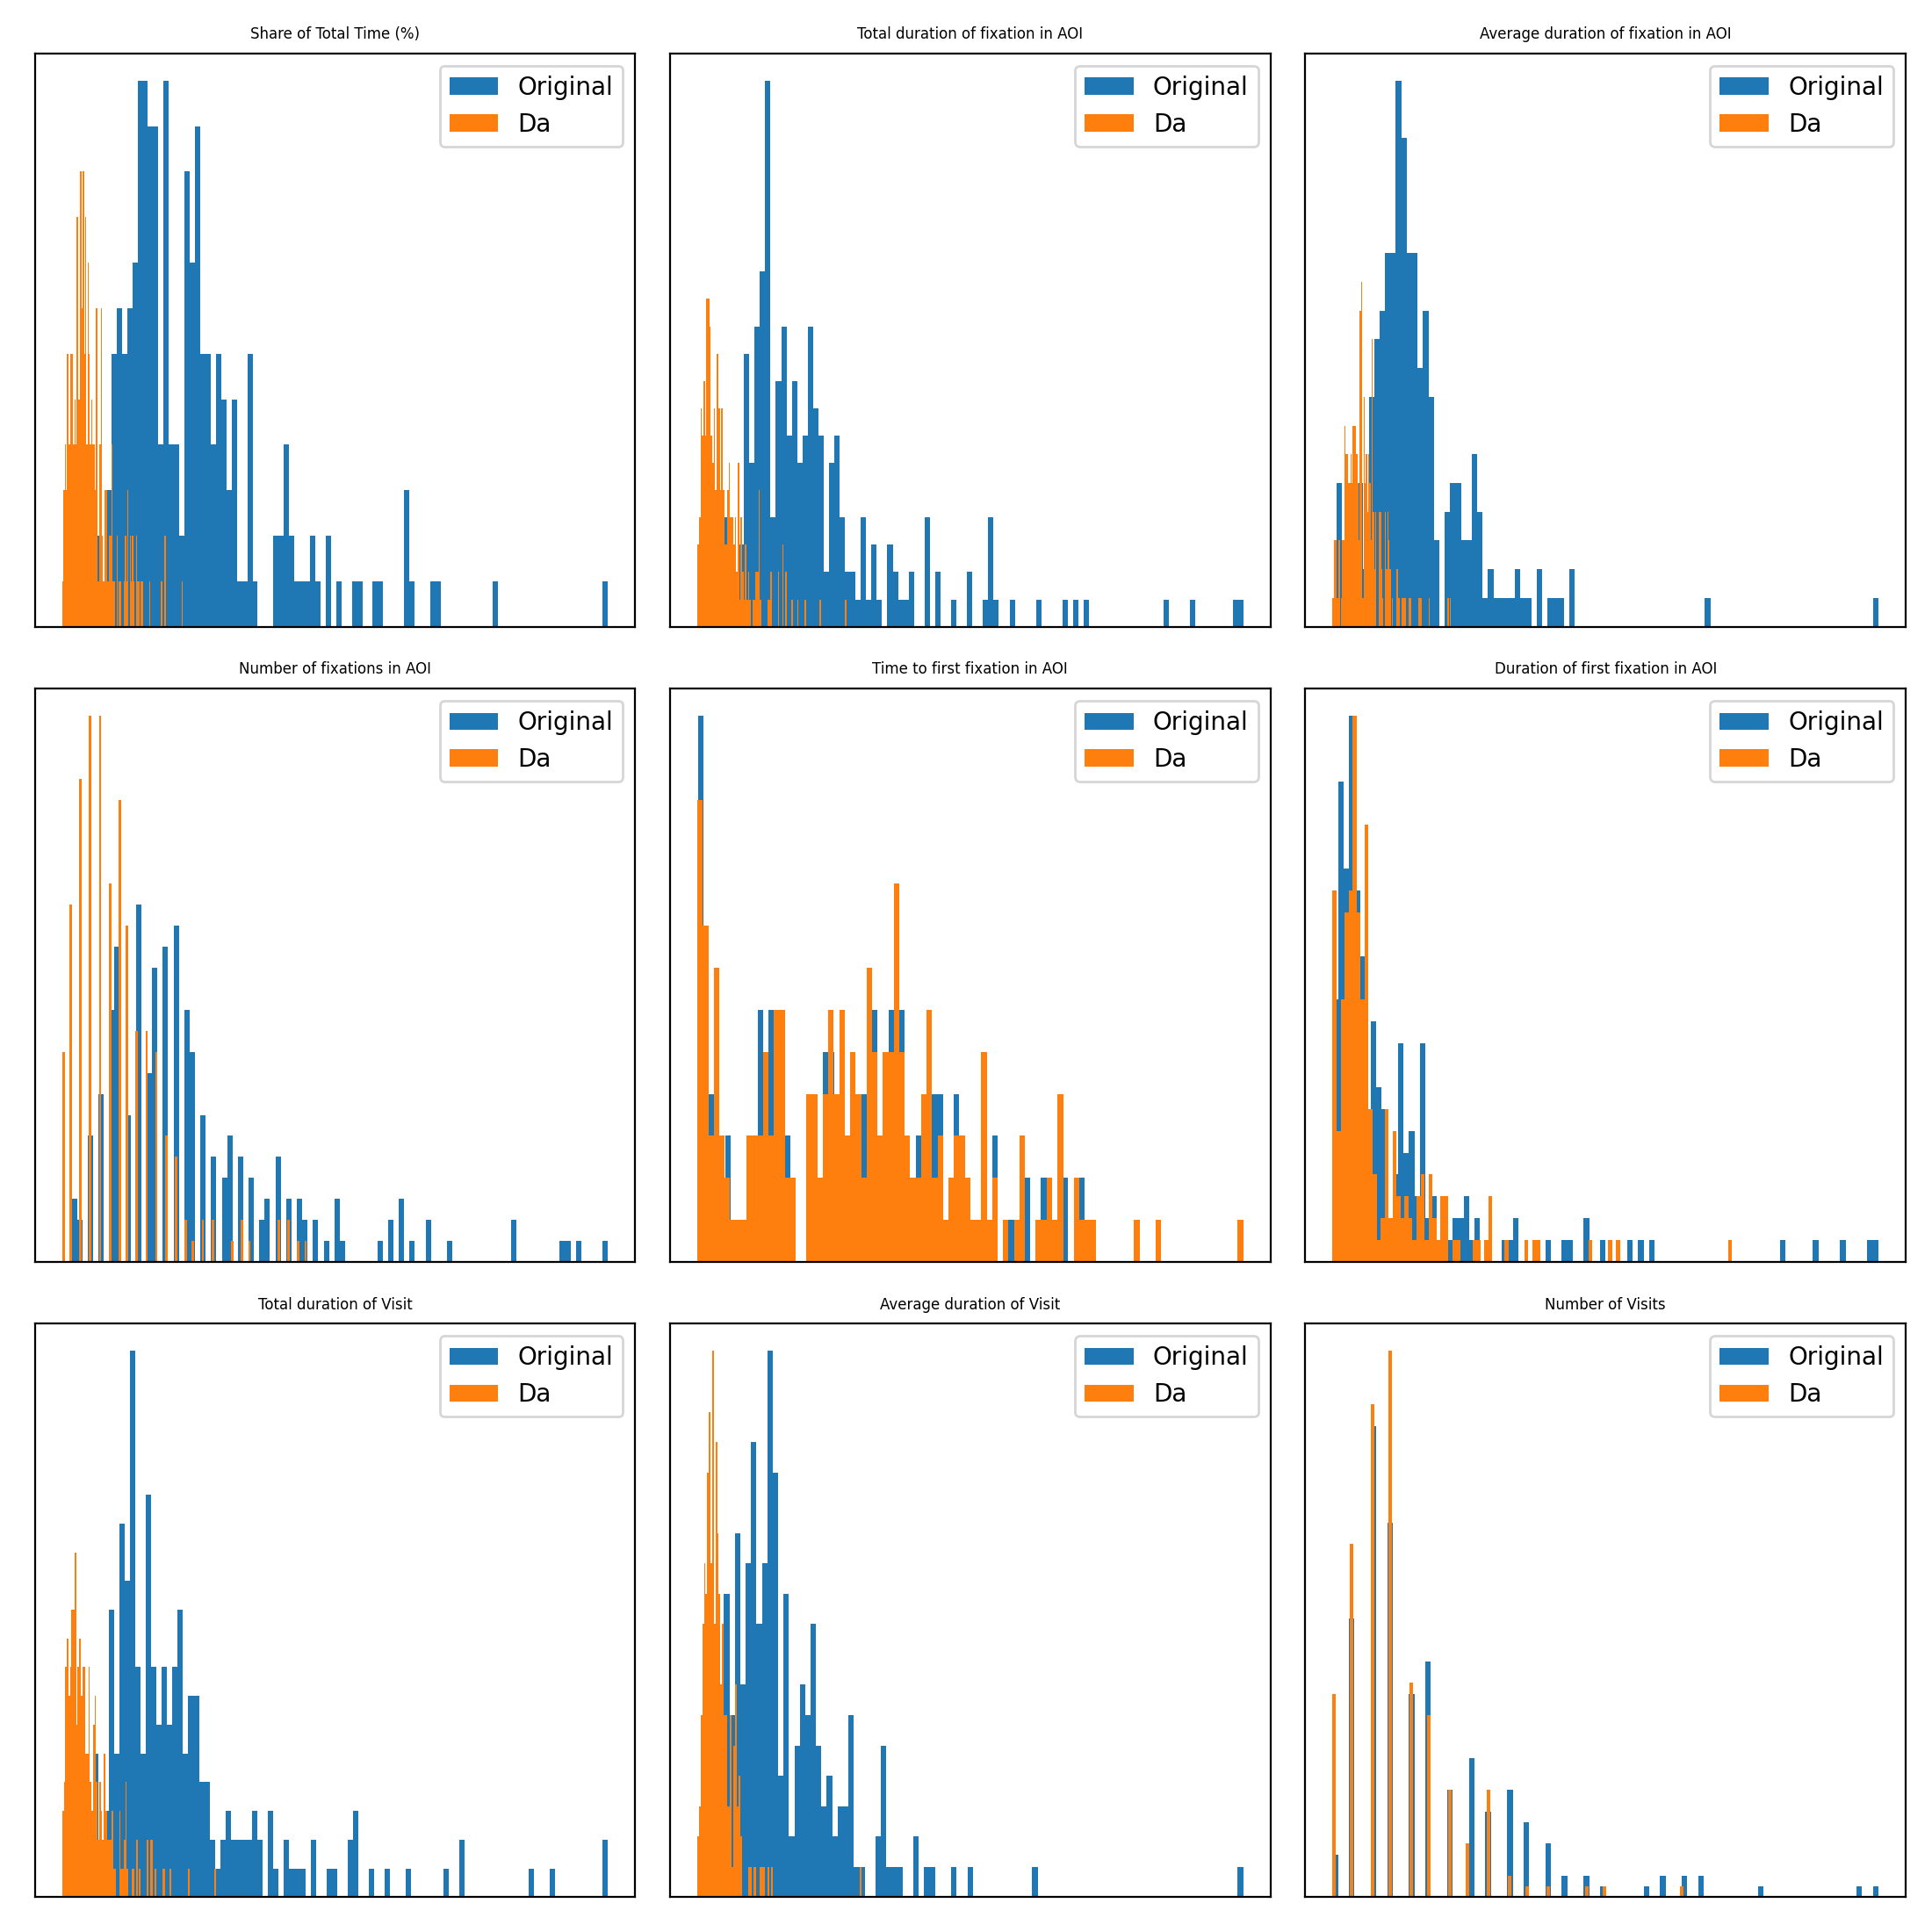 Share of Total Time (%)
Original
Da
Total duration of fixation in AOI
Original
Da
Average duration of fixation in AOI
Original
Da
Number of fixations in AOI
Original
Da
Time to first fixation in AOI
Original
Da
Duration of first fixation in AOI
Original
Da
Total duration of Visit
Original
Da
Average duration of Visit
Original
Da
Number of Visits
Original
Da